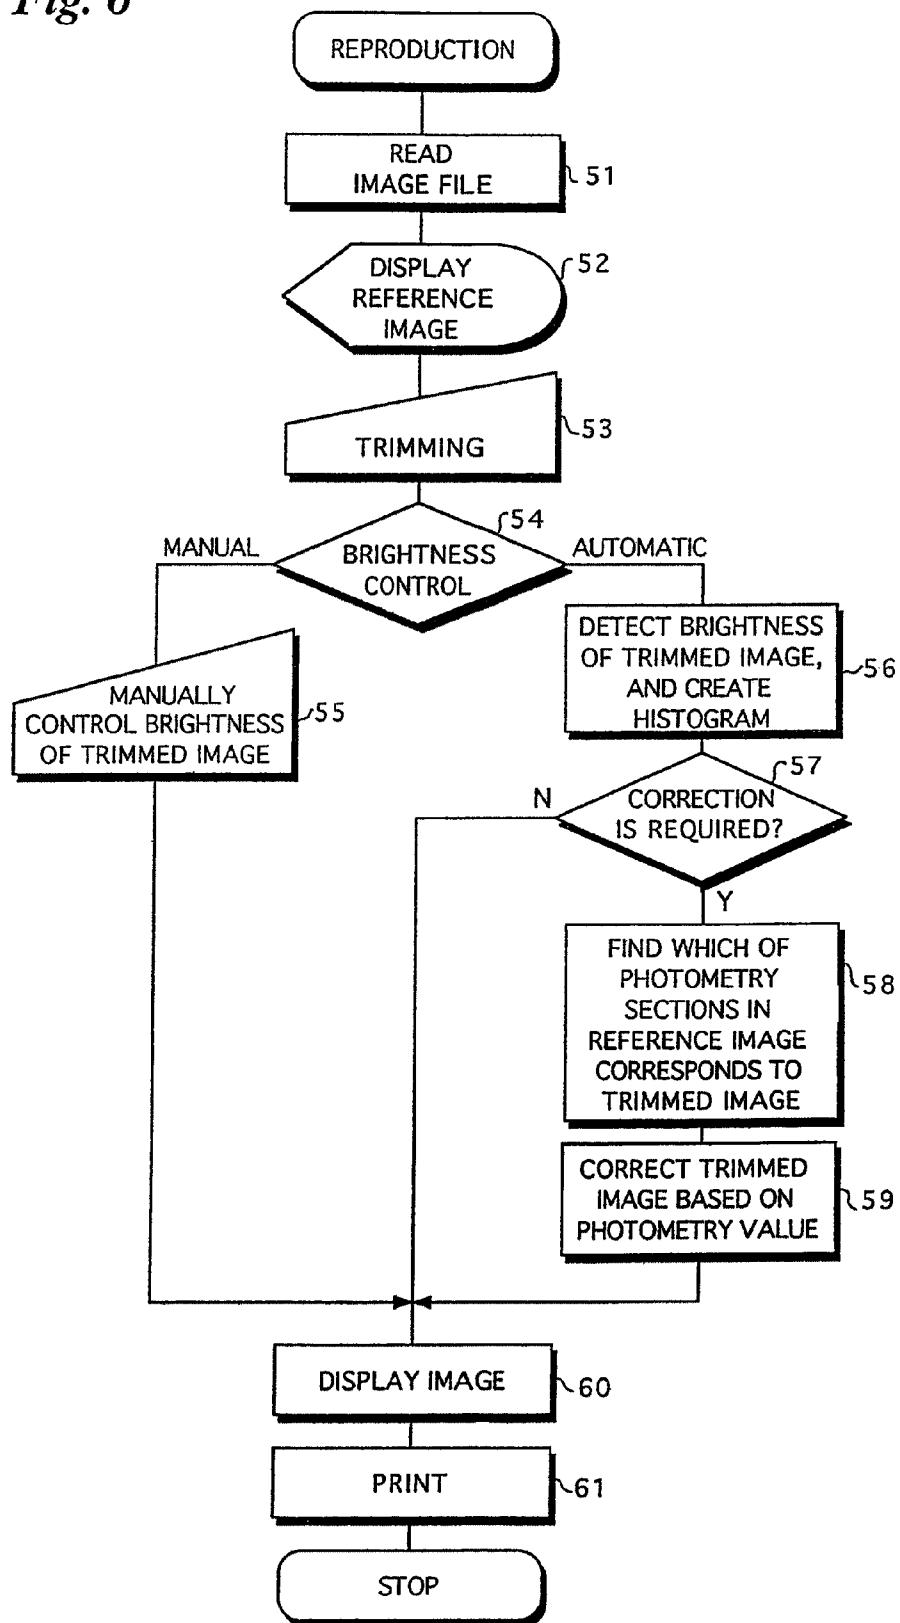 Fig. 6
REPRODUCTION
READ
IMAGE FILE
51
DISPLAY
REFERENCE
IMAGE
52
TRIMMING
53
54
BRIGHTNESS
CONTROL
MANUAL
AUTOMATIC
MANUALLY
CONTROL BRIGHTNESS
OF TRIMMED IMAGE
55
DETECT BRIGHTNESS
OF TRIMMED IMAGE,
AND CREATE
HISTOGRAM
56
57
CORRECTION
IS REQUIRED?
N
Y
FIND WHICH OF
PHOTOMETRY
SECTIONS IN
REFERENCE IMAGE
CORRESPONDS TO
TRIMMED IMAGE
58
CORRECT TRIMMED
IMAGE BASED ON
PHOTOMETRY VALUE
59
DISPLAY IMAGE
60
PRINT
61
STOP